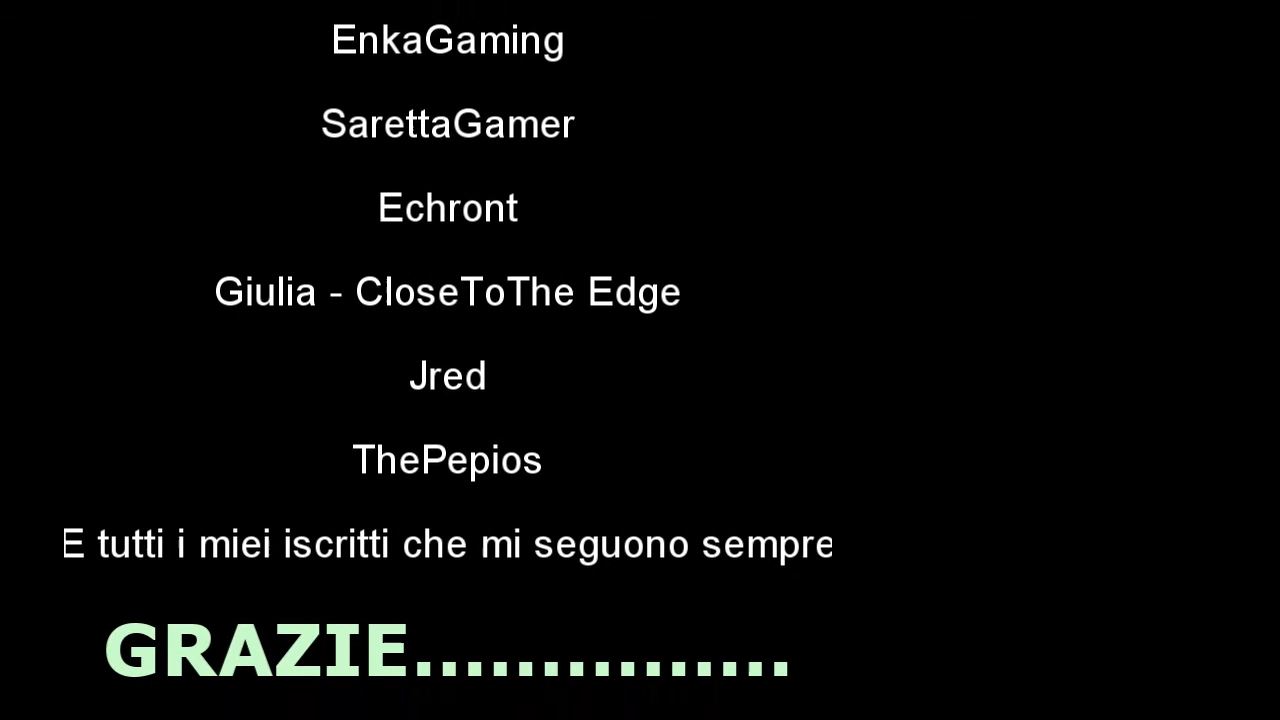 EnkaGaming
SarettaGamer
Echront
Giulia - CloseToThe Edge
Jred
ThePepios
E tutti i miei iscritti che mi seguono sempre
GRAZIE...............